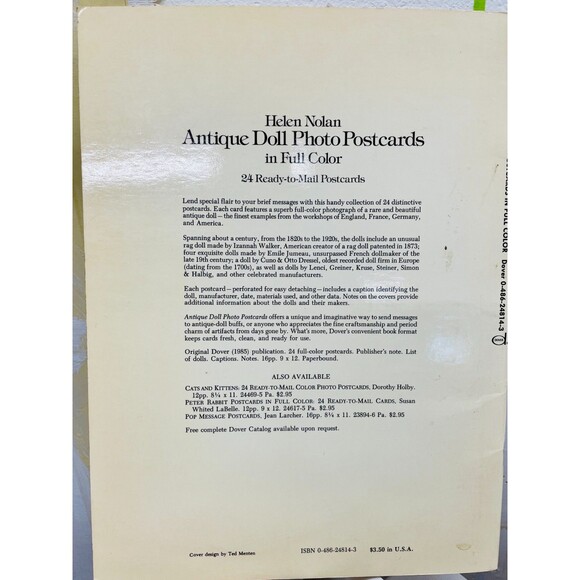 Helen Nolan
Antique Doll Photo Postcards
in Full Color
24 Ready-to-Mail Postcards
Lend special flair to your brief messages with this handy collection of 24 distinctive
postcards. Each card features a superb full-color photograph of a rare and beautiful
antique doll—the finest examples from the workshops of England, France, Germany,
and America.
Spanning about a century, from the 1820s to the 1920s, the dolls include an unusual
rag doll made by Izannah Walker, American creator of a rag doll patented in 1873;
four exquisite dolls made by Emile Jumeau, unsurpassed French dollmaker of the
late 19th century; a doll by Cuno & Otto Dressel, oldest recorded doll firm in Europe
(dating from the 1700s), as well as dolls by Lenci, Greiner, Kruse, Steiner, Simon
& Halbig, and other celebrated manufacturers.
Each postcard—perforated for easy detaching—includes a caption identifying the
doll, manufacturer, date, materials used, and other data. Notes on the covers provide
additional information about the dolls and their makers.
Antique Doll Photo Postcards offers a unique and imaginative way to send messages
to antique-doll buffs, or anyone who appreciates the fine craftsmanship and period
charm of artifacts from days gone by. What's more, Dover's convenient book format
keeps cards fresh, clean, and ready for use.
Original Dover (1985) publication. 24 full-color postcards. Publisher's note. List
of dolls. Captions. Notes. 16pp. 9 x 12. Paperbound.
ALSO AVAILABLE
CATS AND KITTENS: 24 READY-TO-MAIL COLOR PHOTO POSTCARDS, Dorothy Holby.
12pp. 8¼ x 11. 24469-5 Pa. $2.95
PETER RABBIT POSTCARDS IN FULL COLOR: 24 READY-TO-MAIL CARDS, Susan
Whited LaBelle. 12pp. 9 x 12. 24617-5 Pa. $2.95
POP MESSAGE POSTCARDS, Jean Larcher. 16pp. 8¼ x 11. 23894-6 Pa. $2.95
Free complete Dover Catalog available upon request.
Cover design by Ted Menten
ISBN 0-486-24814-3
$3.50 in U.S.A.
IN FULL COLOR Dover 0-486-24814-3